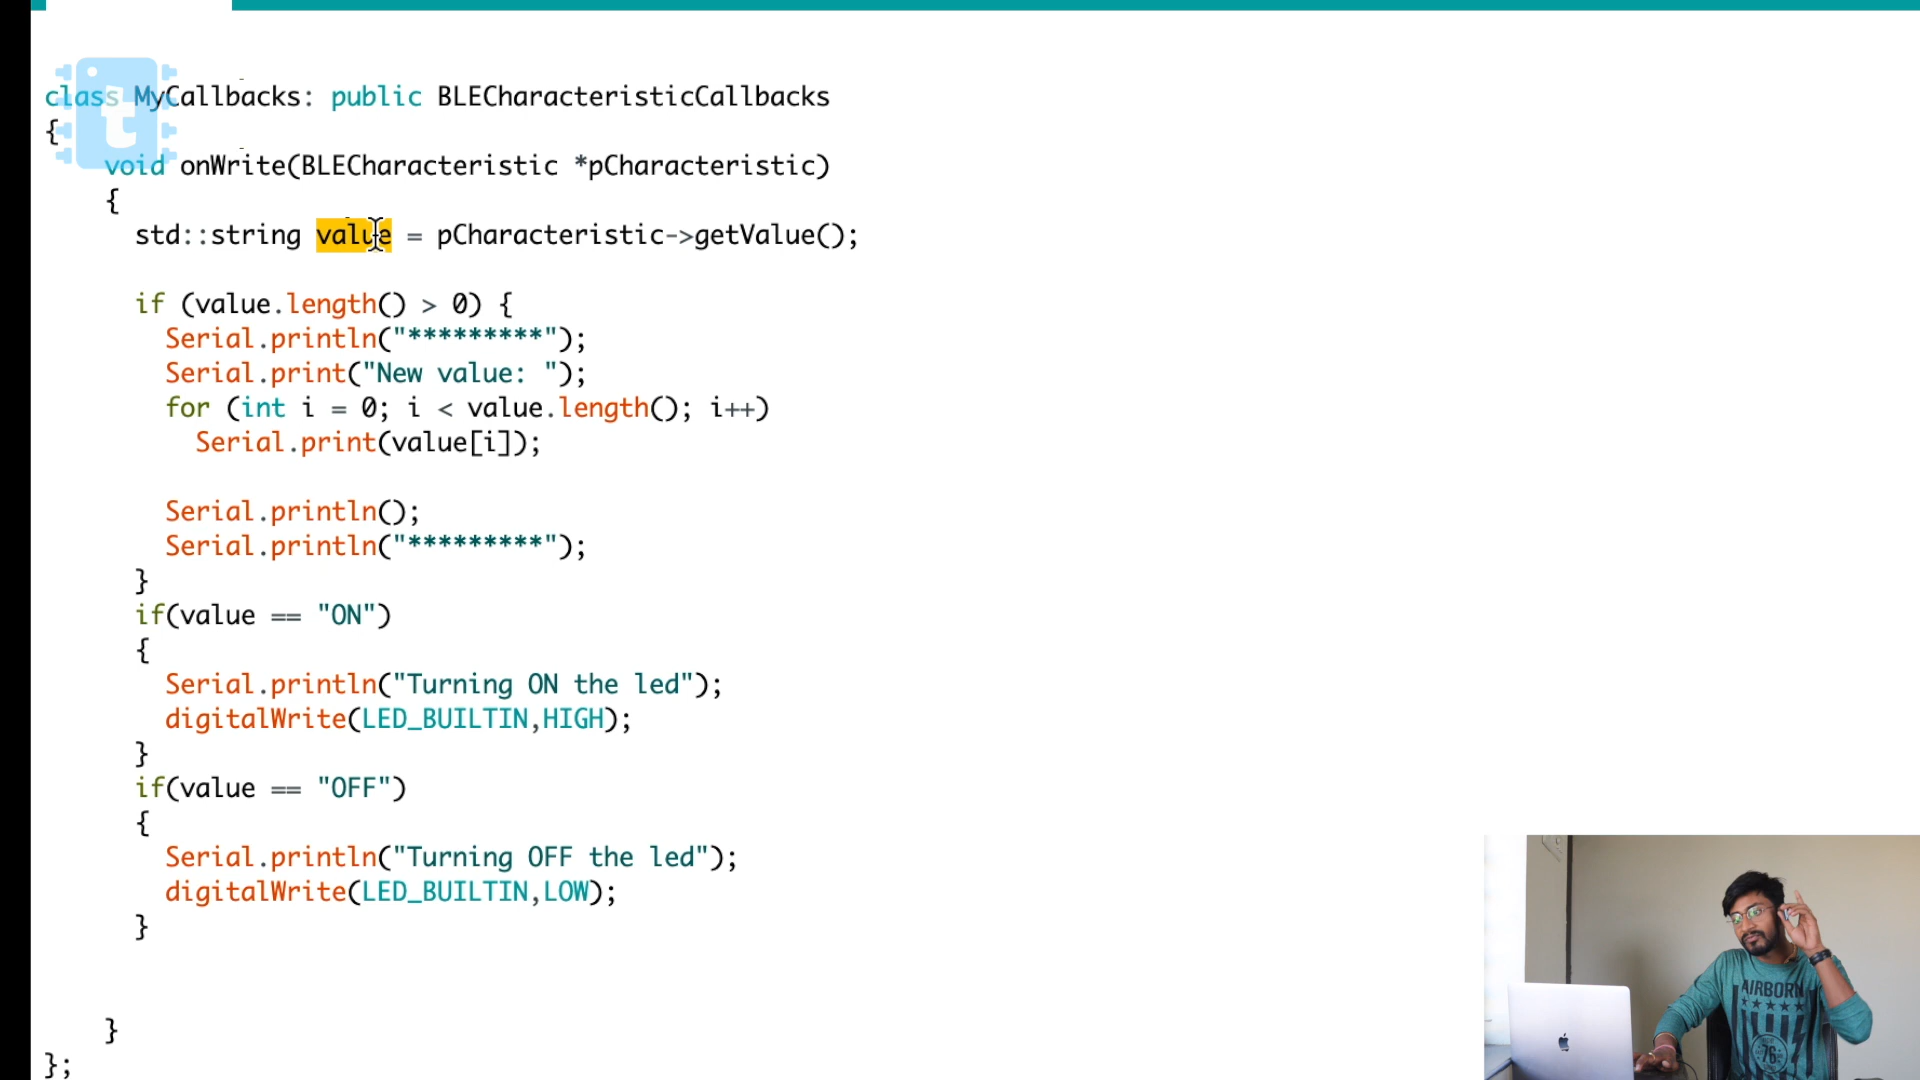 class MyCallbacks: public BLECharacteristicCallbacks
{
void onWrite(BLECharacteristic *pCharacteristic)
{
std::string value = pCharacteristic->getValue();
if (value.length() > 0) {
Serial.println("*********");
Serial.print("New value: ");
for (int i = 0; i < value.length(); i++)
Serial.print(value[i]);
Serial.println();
Serial.println("*********");
}
if(value == "ON")
{
Serial.println("Turning ON the led");
digitalWrite(LED_BUILTIN,HIGH);
}
if(value == "OFF")
{
Serial.println("Turning OFF the led");
digitalWrite(LED_BUILTIN,LOW);
}
}
};
t
AIRBORN
76